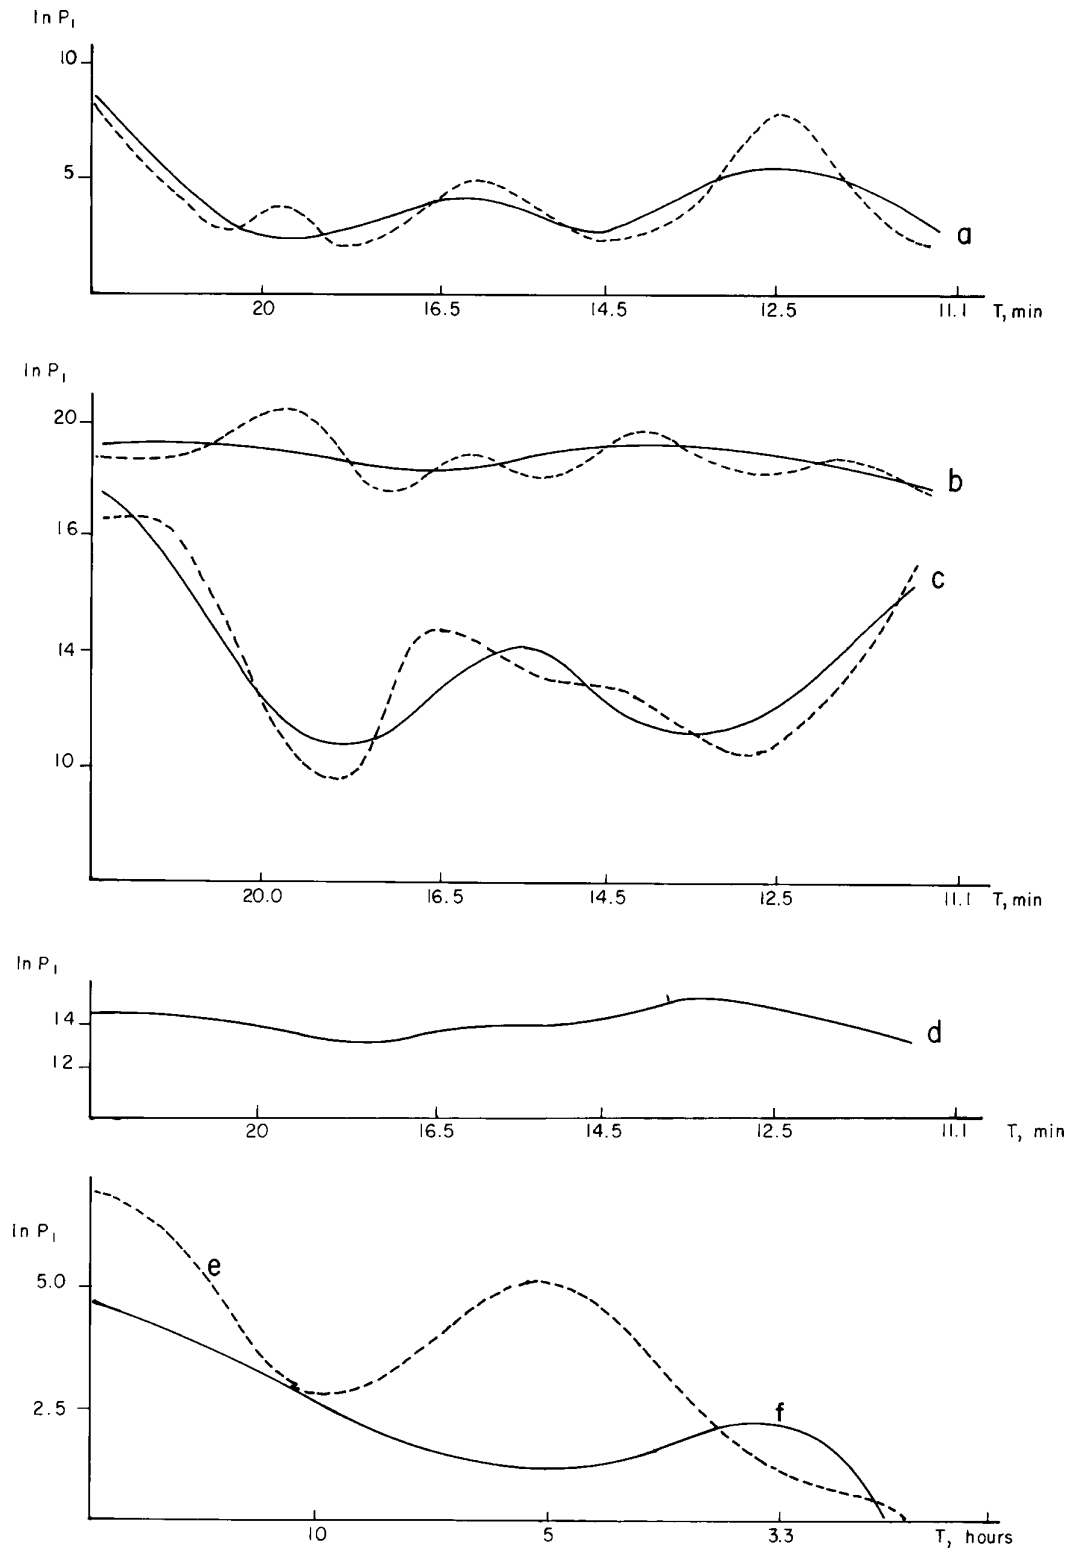 ln P₁
10
5
a
20 16.5 14.5 12.5 11.1 T, min
ln P₁
20
b
16
c
14
10
20.0 16.5 14.5 12.5 11.1 T, min
ln P₁
14
d
12
20 16.5 14.5 12.5 11.1 T, min
ln P₁
e
5.0
2.5
f
10 5 3.3 T, hours